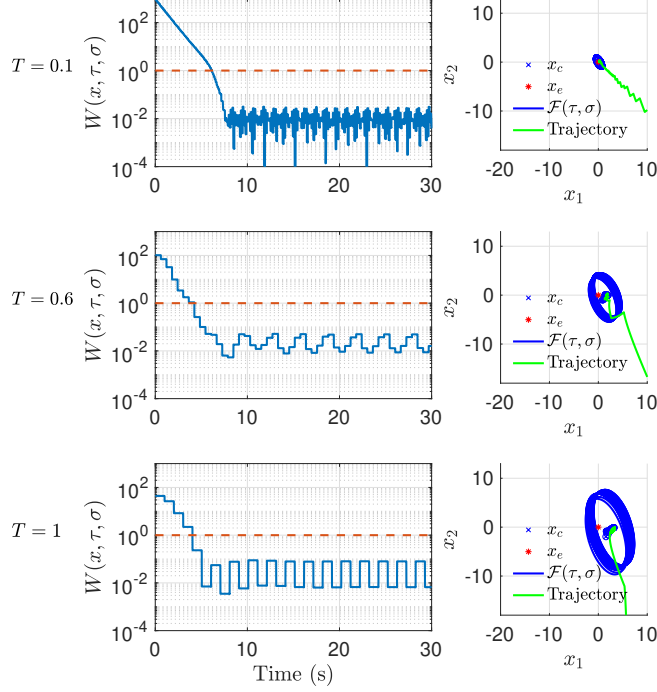 T = 0.1
W(x, τ, σ)
10^2
10^0
10^-2
10^-4
0 10 20 30
x_2
10
0
-10
x_c
x_e
F(τ, σ)
Trajectory
-20 -10 0 10
x_1
T = 0.6
W(x, τ, σ)
10^2
10^0
10^-2
10^-4
0 10 20 30
x_2
10
0
-10
x_c
x_e
F(τ, σ)
Trajectory
-20 -10 0 10
x_1
T = 1
W(x, τ, σ)
10^2
10^0
10^-2
10^-4
0 10 20 30
Time (s)
x_2
10
0
-10
x_c
x_e
F(τ, σ)
Trajectory
-20 -10 0 10
x_1